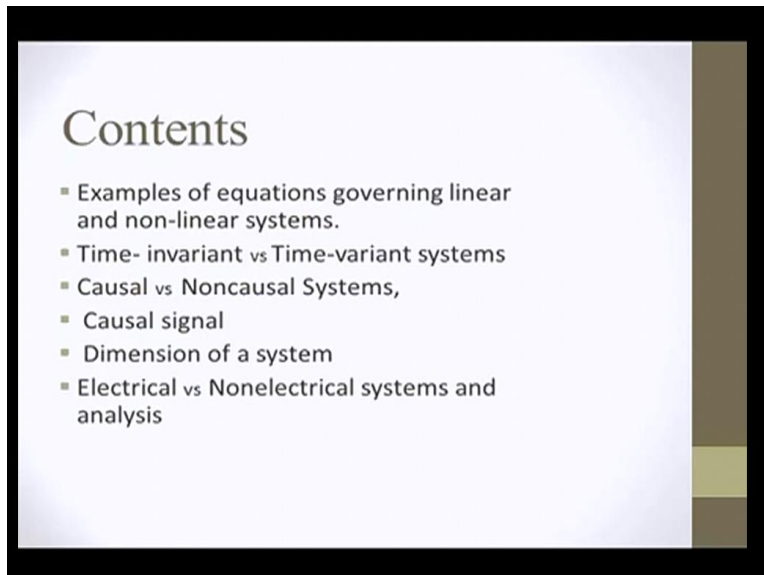 Contents
Examples of equations governing linear
and non-linear systems.
Time- invariant vs Time-variant systems
Causal vs Noncausal Systems,
Causal signal
Dimension of a system
Electrical vs Nonelectrical systems and
analysis